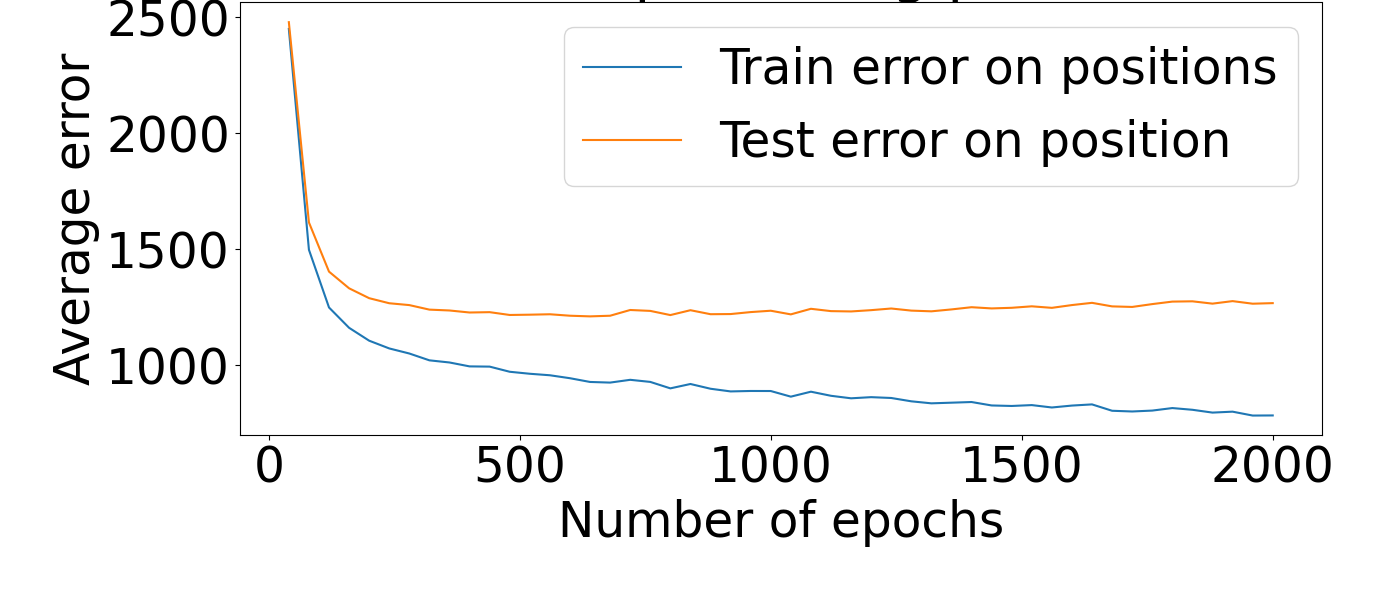 2500
2000
1500
1000
Average error
Train error on positions
Test error on position
0 500 1000 1500 2000
Number of epochs